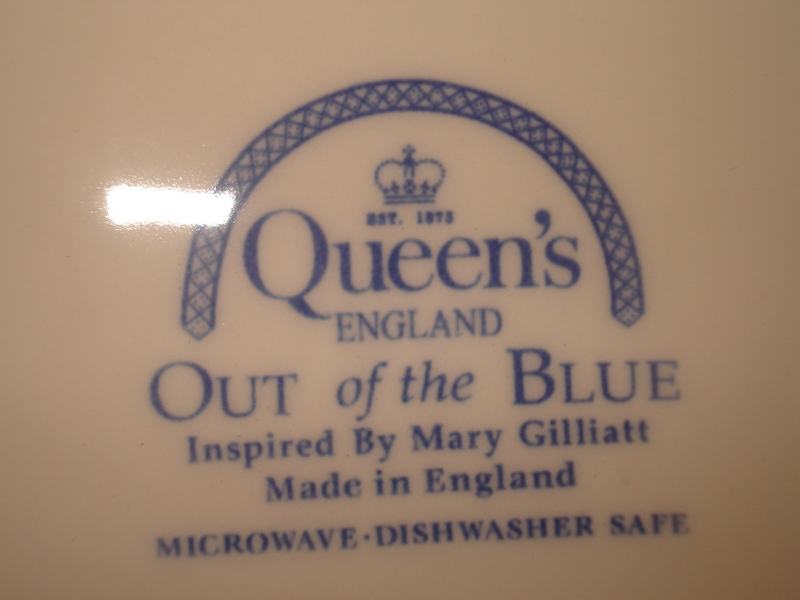 EST. 1875
Queen's
ENGLAND
OUT of the BLUE
Inspired By Mary Gilliatt
Made in England
MICROWAVE·DISHWASHER SAFE